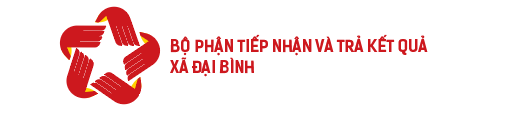 BỘ PHẬN TIẾP NHẬN VÀ TRẢ KẾT QUẢ
XÃ ĐẠI BÌNH